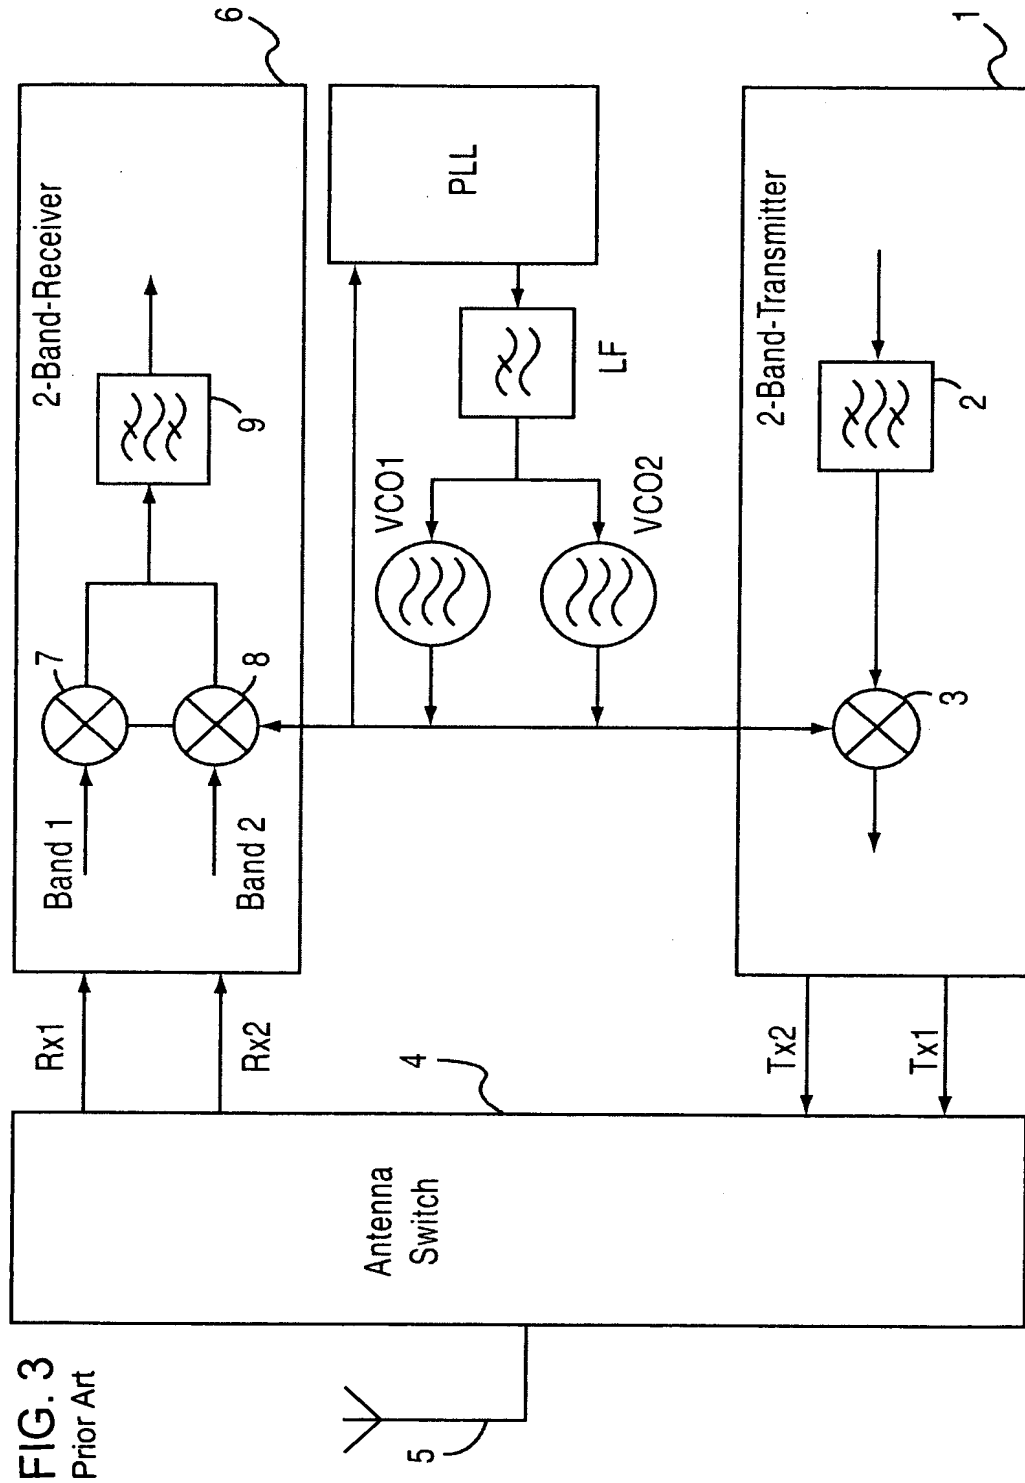 FIG. 3
Prior Art
5
Antenna
Switch
4
Rx1
Rx2
Tx2
Tx1
2-Band-Receiver
6
Band 1
Band 2
7
8
9
PLL
LF
VCO1
VCO2
2-Band-Transmitter
1
2
3